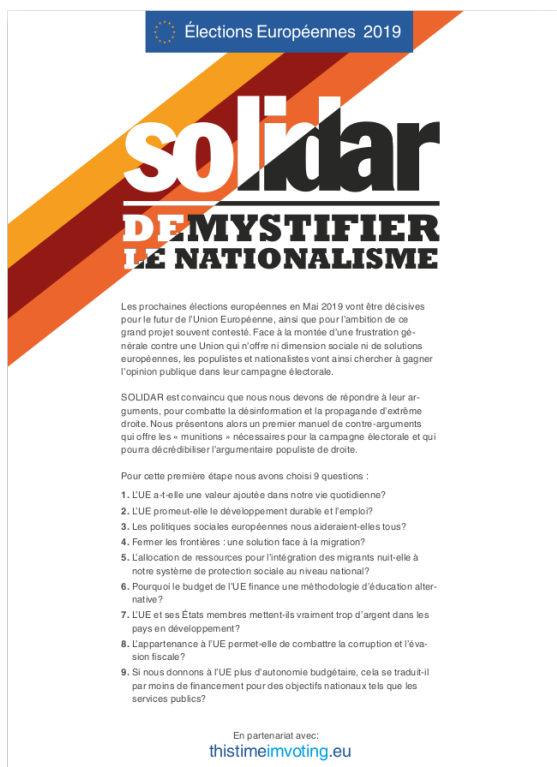 Élections Européennes 2019
solidar
DEMYSTIFIER
LE NATIONALISME
Les prochaines élections européennes en Mai 2019 vont être décisives
pour le futur de l'Union Européenne, ainsi que pour l'ambition de ce
grand projet souvent contesté. Face à la montée d'une frustration gé-
nérale contre une Union qui n'offre ni dimension sociale ni de solutions
européennes, les populistes et nationalistes vont ainsi chercher à gagner
l'opinion publique dans leur campagne électorale.
SOLIDAR est convaincu que nous nous devons de répondre à leur ar-
guments, pour combatte la désinformation et la propagande d'extrême
droite. Nous présentons alors un premier manuel de contre-arguments
qui offre les « munitions » nécessaires pour la campagne électorale et qui
pourra décrédibiliser l'argumentaire populiste de droite.
Pour cette première étape nous avons choisi 9 questions :
1. L'UE a-t-elle une valeur ajoutée dans notre vie quotidienne?
2. L'UE promeut-elle le développement durable et l'emploi?
3. Les politiques sociales européennes nous aideraient-elles tous?
4. Fermer les frontières : une solution face à la migration?
5. L'allocation de ressources pour l'intégration des migrants nuit-elle à
notre système de protection sociale au niveau national?
6. Pourquoi le budget de l'UE finance une méthodologie d'éducation alter-
native?
7. L'UE et ses États membres mettent-ils vraiment trop d'argent dans les
pays en développement?
8. L'appartenance à l'UE permet-elle de combattre la corruption et l'éva-
sion fiscale?
9. Si nous donnons à l'UE plus d'autonomie budgétaire, cela se traduit-il
par moins de financement pour des objectifs nationaux tels que les
services publics?
En partenariat avec:
thistimeimvoting.eu